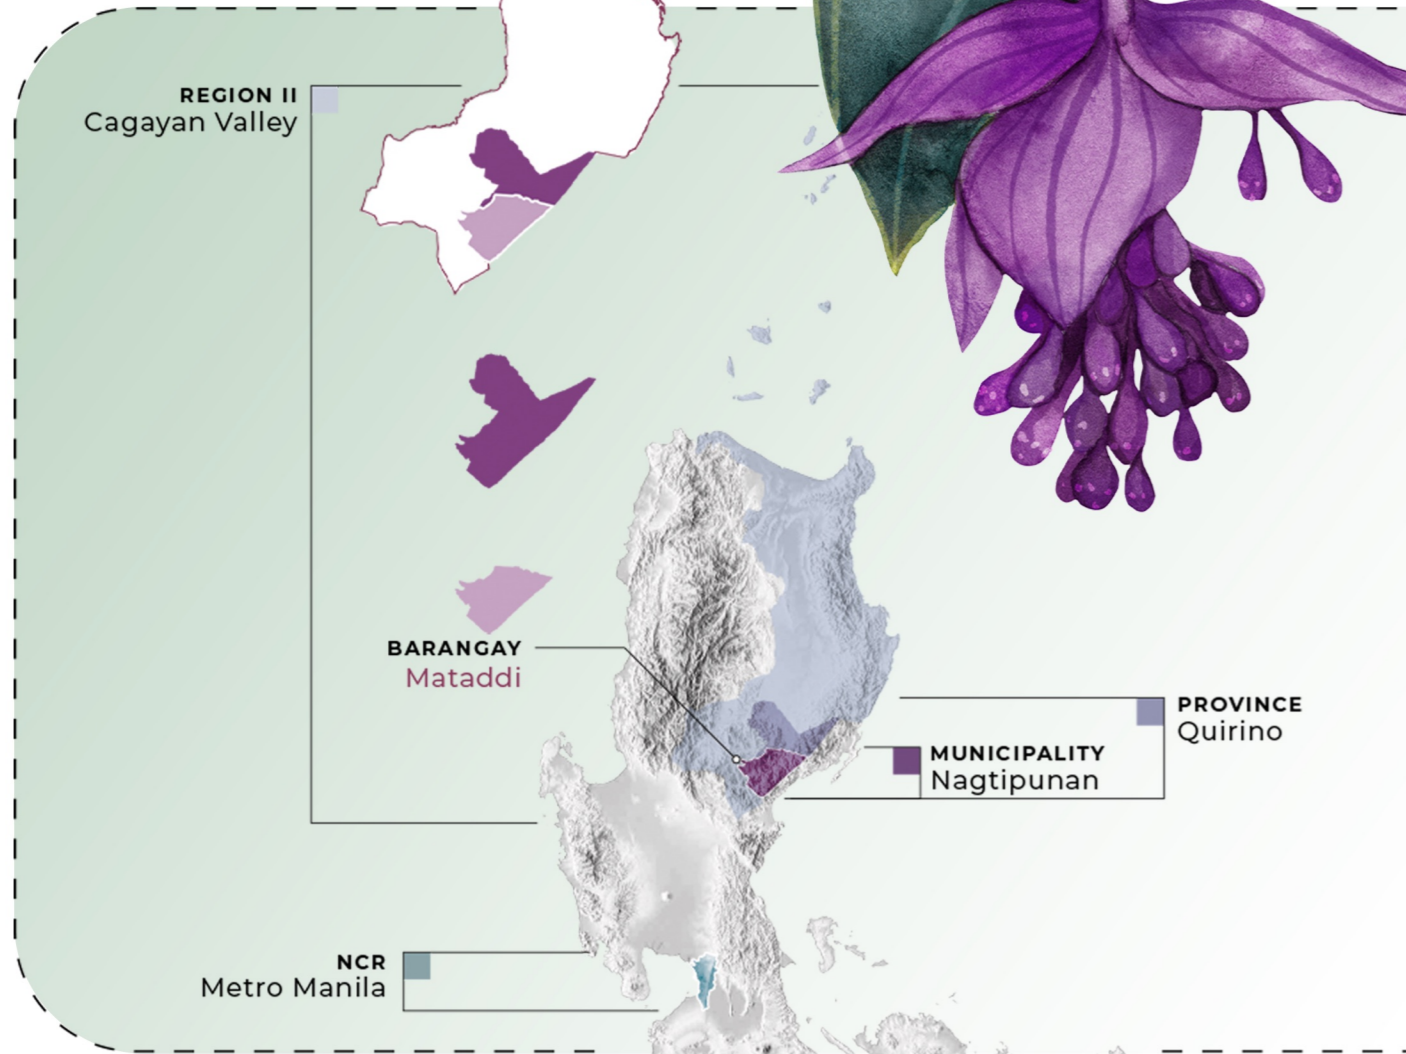 REGION II
Cagayan Valley
BARANGAY
Mataddi
PROVINCE
Quirino
MUNICIPALITY
Nagtipunan
NCR
Metro Manila